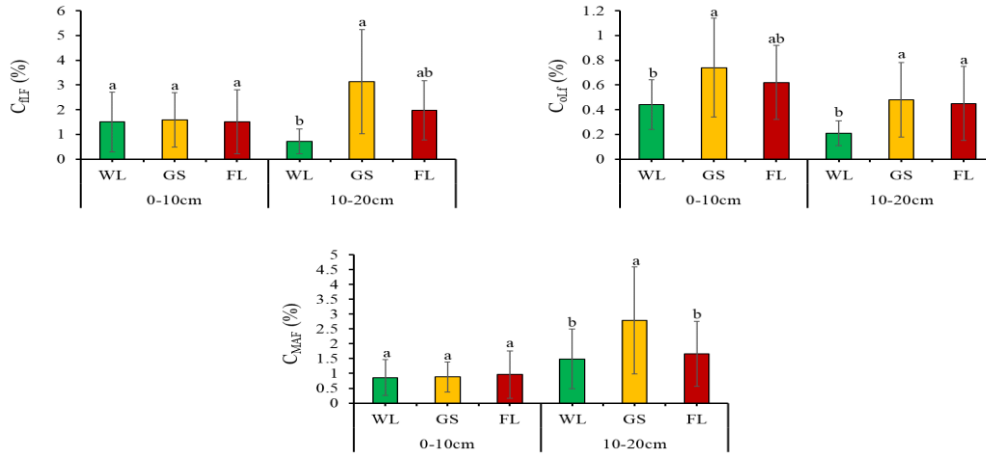 C_fLF (%)
6
5
4
3
2
1
0
a
a
a
b
a
ab
WL GS FL WL GS FL
0-10cm 10-20cm
C_oLf (%)
1.2
1
0.8
0.6
0.4
0.2
0
b
a
ab
b
a
a
WL GS FL WL GS FL
0-10cm 10-20cm
C_MAF (%)
5
4.5
4
3.5
3
2.5
2
1.5
1
0.5
0
a
a
a
b
a
b
WL GS FL WL GS FL
0-10cm 10-20cm